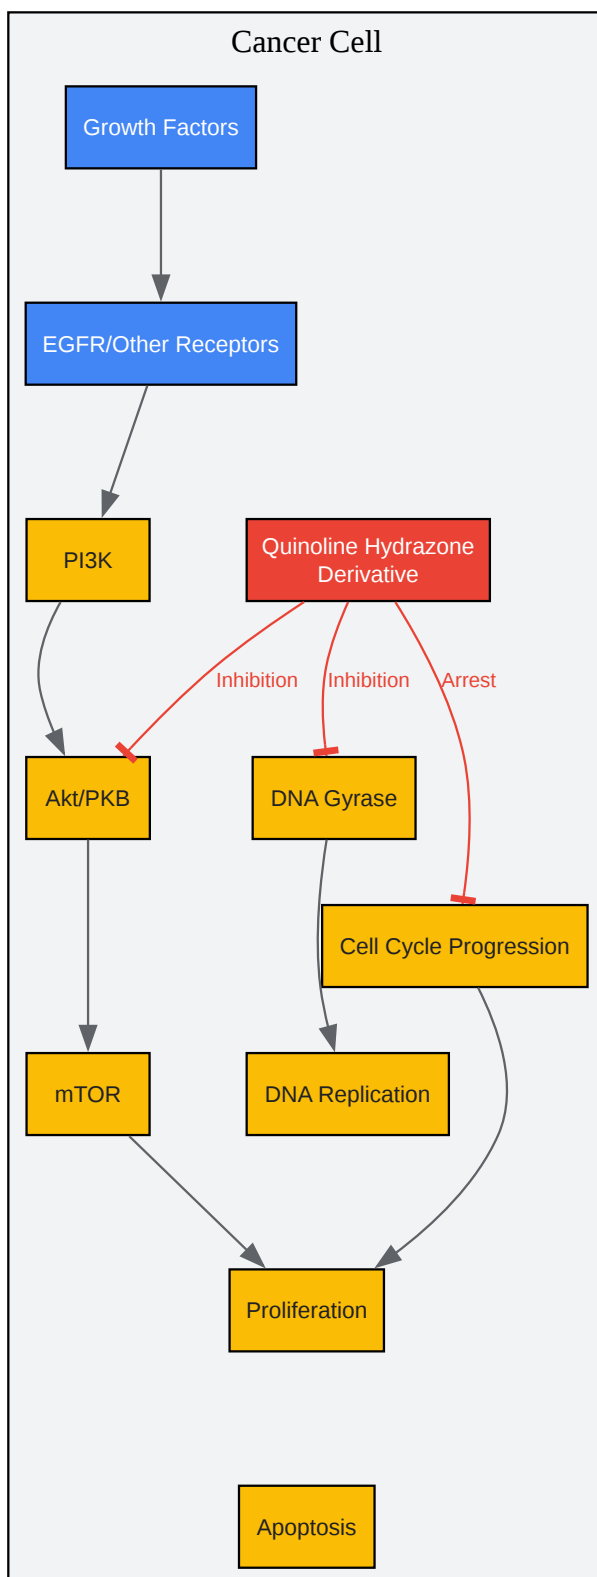 Cancer Cell
Growth Factors
EGFR/Other Receptors
PI3K
Quinoline Hydrazone
Derivative
Inhibition
Inhibition
Arrest
Akt/PKB
DNA Gyrase
Cell Cycle Progression
mTOR
DNA Replication
Proliferation
Apoptosis